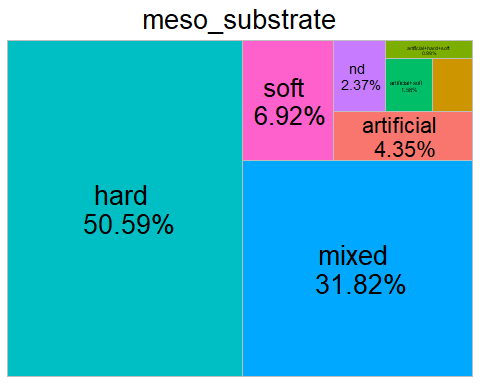 meso_substrate
hard
50.59%
soft
6.92%
nd
2.37%
artificial+hard+soft
0.99%
artificial+soft
1.58%
artificial
4.35%
mixed
31.82%